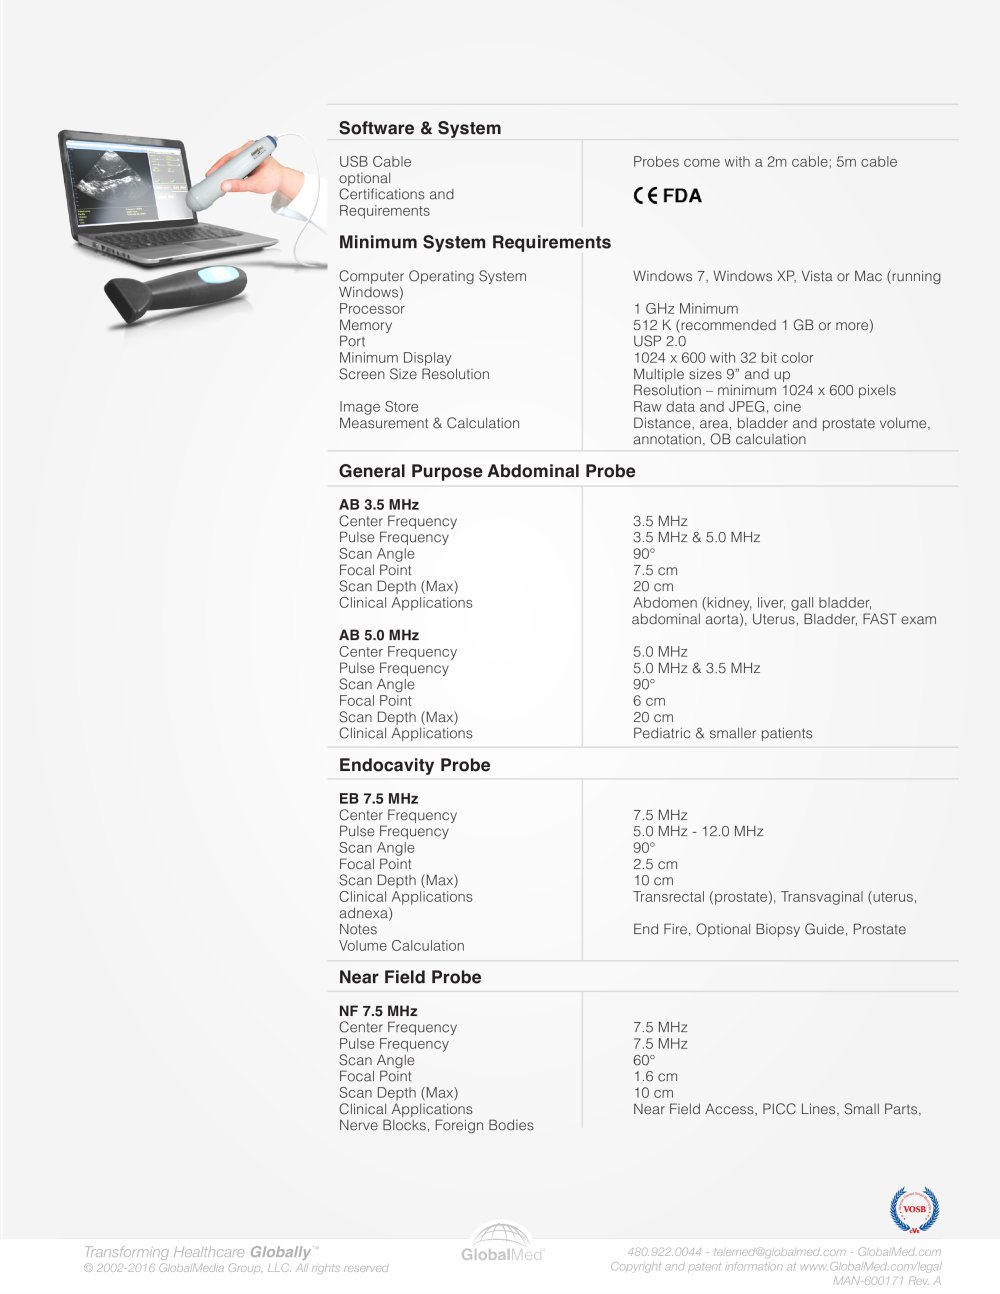 Software & System
USB Cable Probes come with a 2m cable; 5m cable
optional
Certifications and CE FDA
Requirements
Minimum System Requirements
Computer Operating System Windows 7, Windows XP, Vista or Mac (running
Windows)
Processor 1 GHz Minimum
Memory 512 K (recommended 1 GB or more)
Port USP 2.0
Minimum Display 1024 x 600 with 32 bit color
Screen Size Resolution Multiple sizes 9” and up
Resolution – minimum 1024 x 600 pixels
Image Store Raw data and JPEG, cine
Measurement & Calculation Distance, area, bladder and prostate volume,
annotation, OB calculation
General Purpose Abdominal Probe
AB 3.5 MHz
Center Frequency 3.5 MHz
Pulse Frequency 3.5 MHz & 5.0 MHz
Scan Angle 90°
Focal Point 7.5 cm
Scan Depth (Max) 20 cm
Clinical Applications Abdomen (kidney, liver, gall bladder,
abdominal aorta), Uterus, Bladder, FAST exam
AB 5.0 MHz
Center Frequency 5.0 MHz
Pulse Frequency 5.0 MHz & 3.5 MHz
Scan Angle 90°
Focal Point 6 cm
Scan Depth (Max) 20 cm
Clinical Applications Pediatric & smaller patients
Endocavity Probe
EB 7.5 MHz
Center Frequency 7.5 MHz
Pulse Frequency 5.0 MHz - 12.0 MHz
Scan Angle 90°
Focal Point 2.5 cm
Scan Depth (Max) 10 cm
Clinical Applications Transrectal (prostate), Transvaginal (uterus,
adnexa)
Notes End Fire, Optional Biopsy Guide, Prostate
Volume Calculation
Near Field Probe
NF 7.5 MHz
Center Frequency 7.5 MHz
Pulse Frequency 7.5 MHz
Scan Angle 60°
Focal Point 1.6 cm
Scan Depth (Max) 10 cm
Clinical Applications Near Field Access, PICC Lines, Small Parts,
Nerve Blocks, Foreign Bodies
VOSB
Transforming Healthcare Globally™
© 2002-2016 GlobalMedia Group, LLC. All rights reserved
GlobalMed
480.922.0044 - telemed@globalmed.com - GlobalMed.com
Copyright and patent information at www.GlobalMed.com/legal
MAN-600171 Rev. A